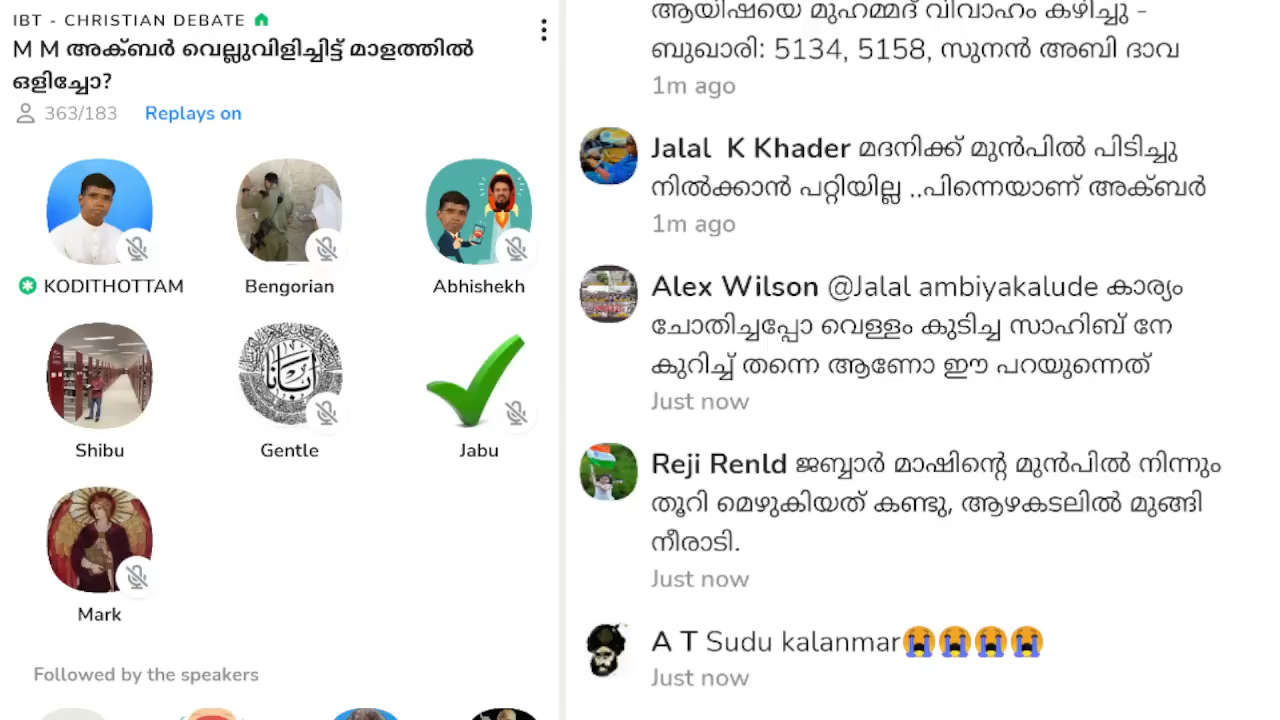 IBT - CHRISTIAN DEBATE
M M അക്ബർ വെല്ലുവിളിച്ചിട്ട് മാളത്തിൽ
ഒളിച്ചോ?
363/183 Replays on
KODITHOTTAM
Bengorian
Abhishekh
Shibu
Gentle
Jabu
Mark
Followed by the speakers
ആയിഷയെ മുഹമ്മദ് വിവാഹം കഴിച്ചു -
ബുഖാരി: 5134, 5158, സുനൻ അബി ദാവ
1m ago
Jalal K Khader മദനിക്ക് മുൻപിൽ പിടിച്ചു
നിൽക്കാൻ പറ്റിയില്ല ..പിന്നെയാണ് അക്ബർ
1m ago
Alex Wilson @Jalal ambiyakalude കാര്യം
ചോതിച്ചപ്പോ വെള്ളം കുടിച്ച സാഹിബ് നേ
കുറിച്ച് തന്നെ ആണോ ഈ പറയുന്നെത്
Just now
Reji Renld ജബ്ബാർ മാഷിന്റെ മുൻപിൽ നിന്നും
തൂറി മെഴുകിയത് കണ്ടു, ആഴകടലിൽ മുങ്ങി
നീരാടി.
Just now
A T Sudu kalanmar😭😭😭😭
Just now